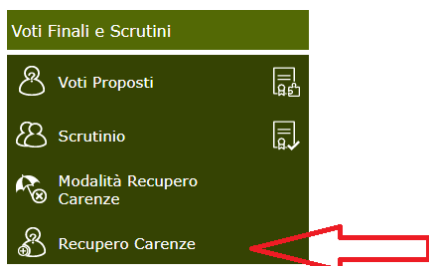 Voti Finali e Scrutini
Voti Proposti
Scrutinio
Modalità Recupero
Carenze
Recupero Carenze